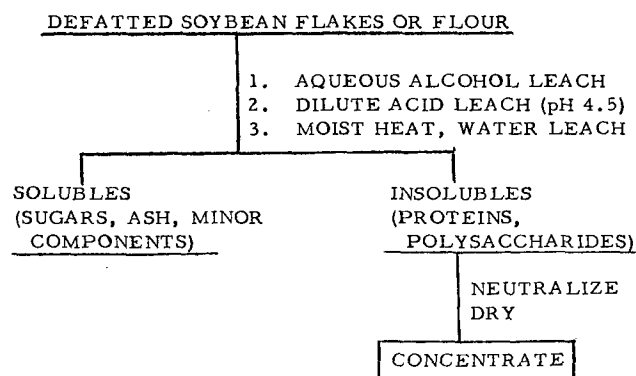 DEFATTED SOYBEAN FLAKES OR FLOUR
1. AQUEOUS ALCOHOL LEACH
2. DILUTE ACID LEACH (pH 4.5)
3. MOIST HEAT, WATER LEACH
SOLUBLES
(SUGARS, ASH, MINOR
COMPONENTS)
INSOLUBLES
(PROTEINS,
POLYSACCHARIDES)
NEUTRALIZE
DRY
CONCENTRATE